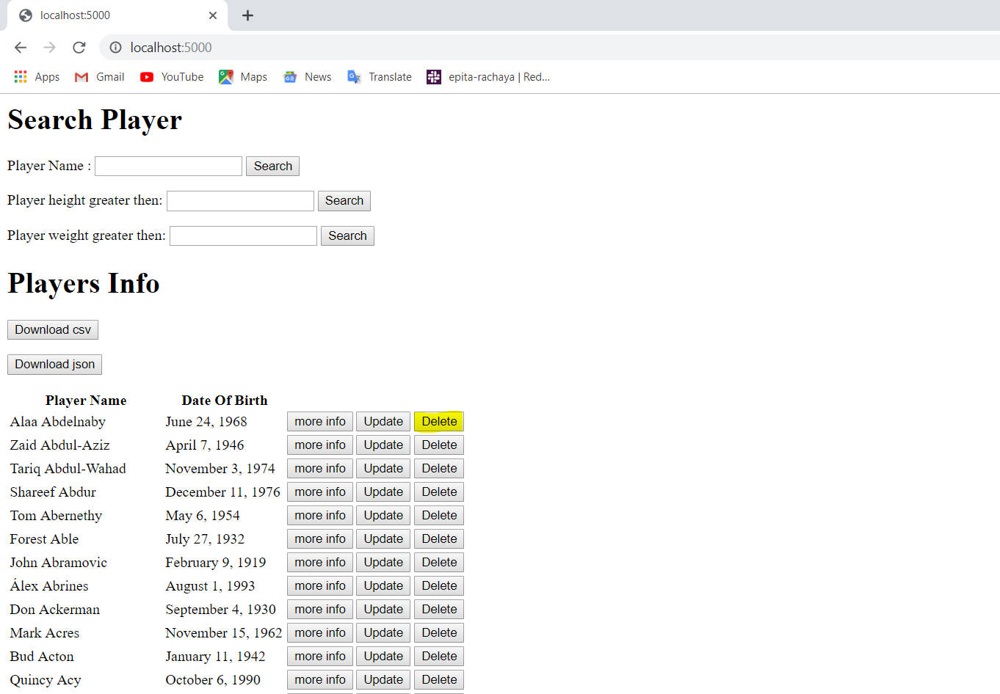 localhost:5000
localhost:5000
Apps Gmail YouTube Maps News Translate epita-rachaya | Red...
Search Player
Player Name : Search
Player height greater then: Search
Player weight greater then: Search
Players Info
Download csv
Download json
Player Name Date Of Birth
Alaa Abdelnaby June 24, 1968 more info Update Delete
Zaid Abdul-Aziz April 7, 1946 more info Update Delete
Tariq Abdul-Wahad November 3, 1974 more info Update Delete
Shareef Abdur December 11, 1976 more info Update Delete
Tom Abernethy May 6, 1954 more info Update Delete
Forest Able July 27, 1932 more info Update Delete
John Abramovic February 9, 1919 more info Update Delete
Álex Abrines August 1, 1993 more info Update Delete
Don Ackerman September 4, 1930 more info Update Delete
Mark Acres November 15, 1962 more info Update Delete
Bud Acton January 11, 1942 more info Update Delete
Quincy Acy October 6, 1990 more info Update Delete